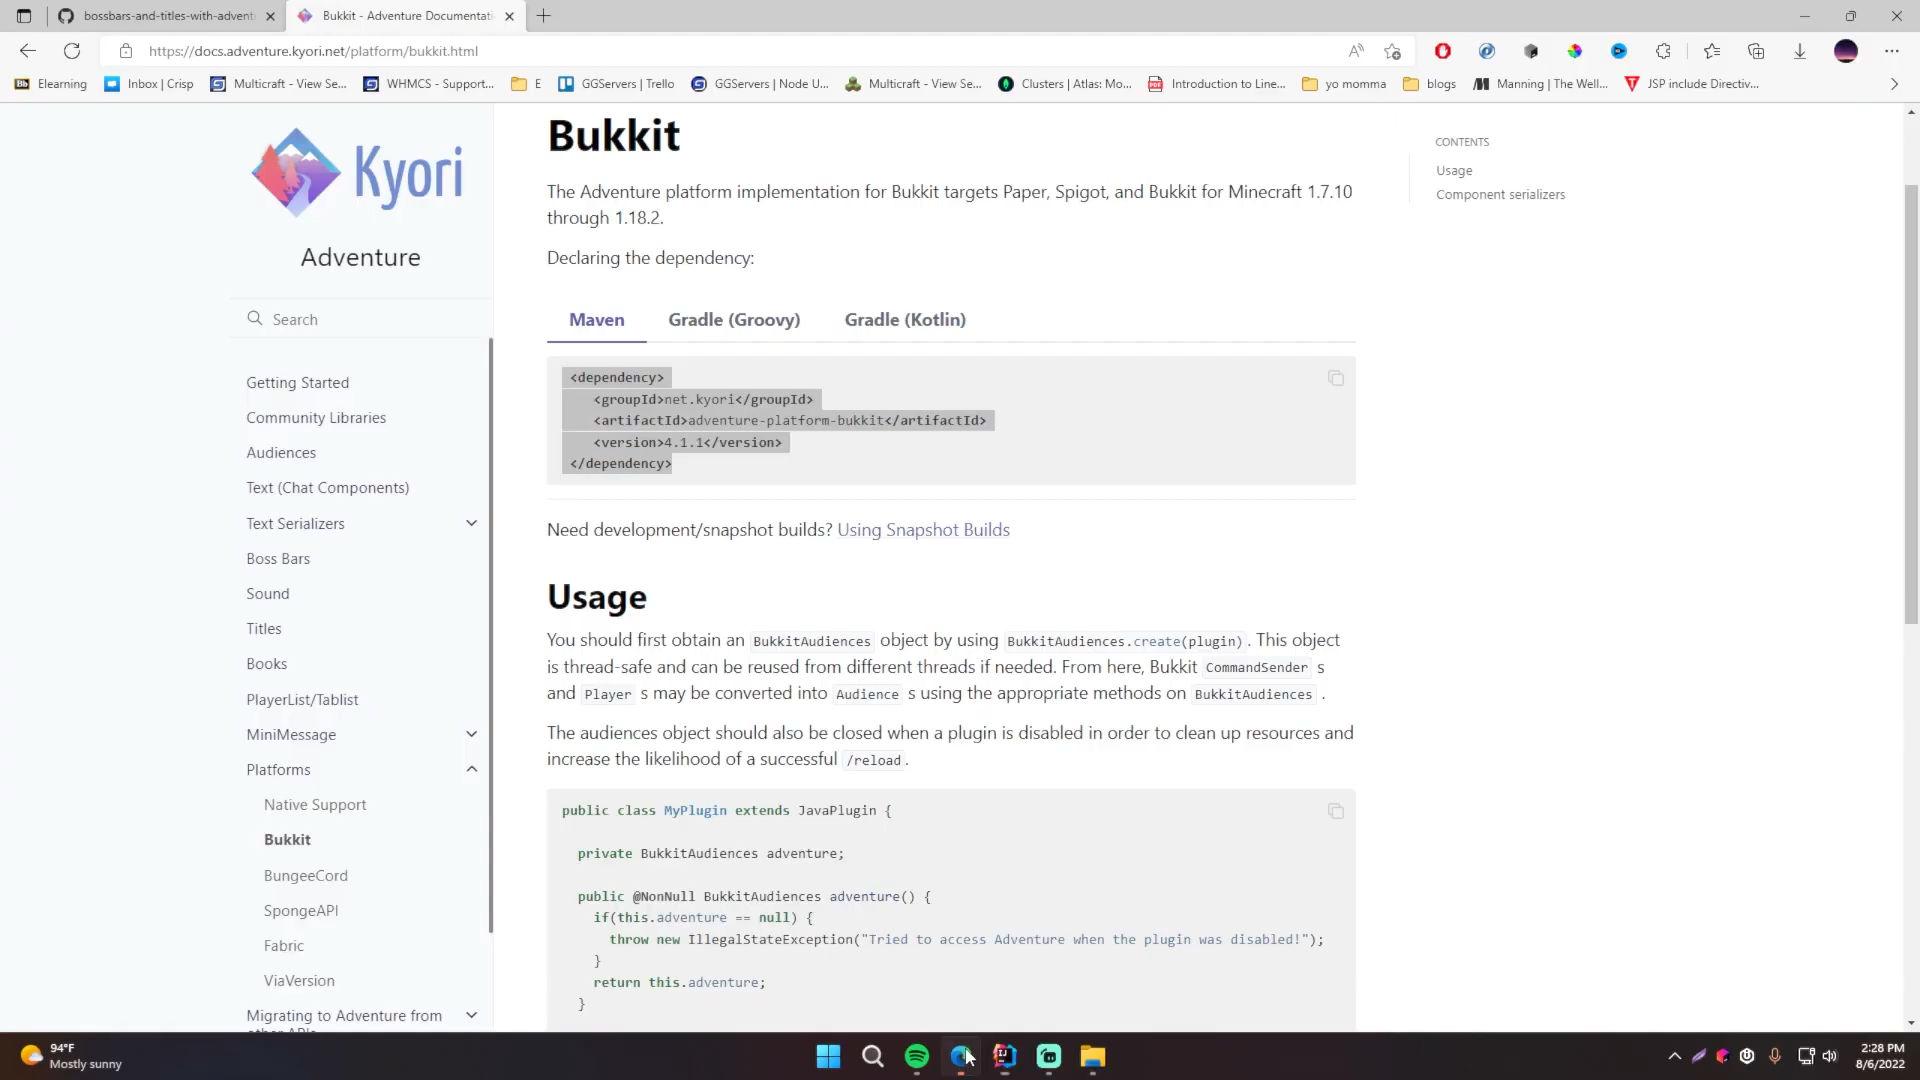 bossbars-and-titles-with-advent
Bukkit - Adventure Documentati
https://docs.adventure.kyori.net/platform/bukkit.html
Elearning
Inbox | Crisp
Multicraft - View Se...
WHMCS - Support...
E
GGServers | Trello
GGServers | Node U...
Multicraft - View Se...
Clusters | Atlas: Mo...
Introduction to Line...
yo momma
blogs
Manning | The Well...
JSP include Directiv...
Kyori
Adventure
Search
Getting Started
Community Libraries
Audiences
Text (Chat Components)
Text Serializers
Boss Bars
Sound
Titles
Books
PlayerList/Tablist
MiniMessage
Platforms
Native Support
Bukkit
BungeeCord
SpongeAPI
Fabric
ViaVersion
Migrating to Adventure from
other APIs
Bukkit
The Adventure platform implementation for Bukkit targets Paper, Spigot, and Bukkit for Minecraft 1.7.10
through 1.18.2.
Declaring the dependency:
Maven
Gradle (Groovy)
Gradle (Kotlin)
<dependency>
<groupId>net.kyori</groupId>
<artifactId>adventure-platform-bukkit</artifactId>
<version>4.1.1</version>
</dependency>
Need development/snapshot builds? Using Snapshot Builds
Usage
You should first obtain an BukkitAudiences object by using BukkitAudiences.create(plugin). This object
is thread-safe and can be reused from different threads if needed. From here, Bukkit CommandSender s
and Player s may be converted into Audience s using the appropriate methods on BukkitAudiences .
The audiences object should also be closed when a plugin is disabled in order to clean up resources and
increase the likelihood of a successful /reload.
public class MyPlugin extends JavaPlugin {
private BukkitAudiences adventure;
public @NonNull BukkitAudiences adventure() {
if(this.adventure == null) {
throw new IllegalStateException("Tried to access Adventure when the plugin was disabled!");
}
return this.adventure;
}
CONTENTS
Usage
Component serializers
94°F
Mostly sunny
2:28 PM
8/6/2022